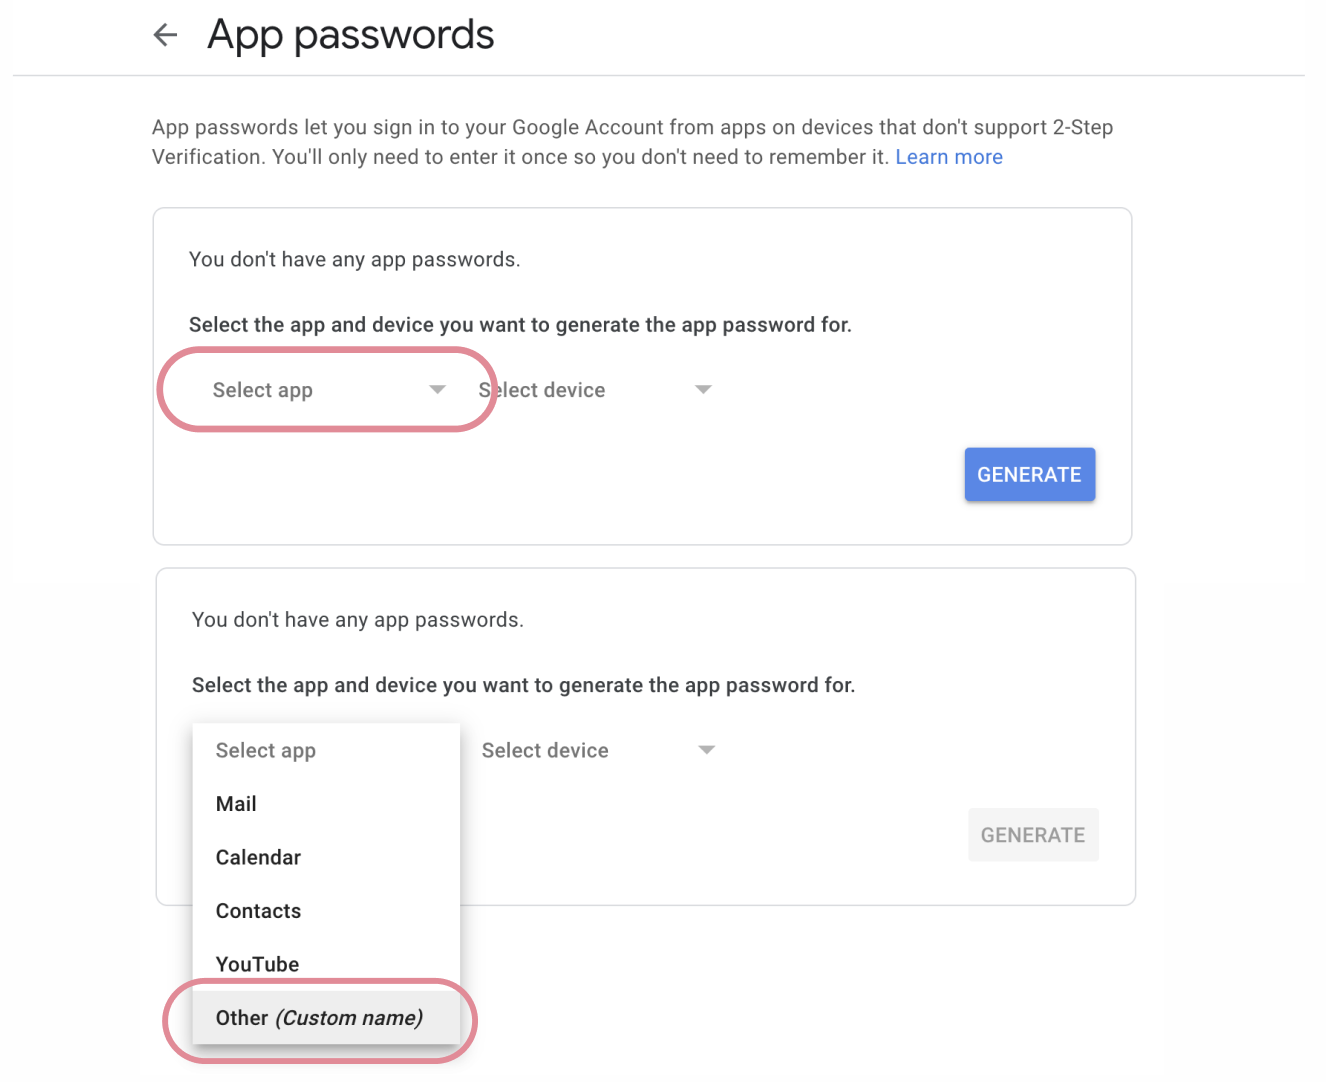 App passwords
App passwords let you sign in to your Google Account from apps on devices that don't support 2-Step
Verification. You'll only need to enter it once so you don't need to remember it. Learn more
You don't have any app passwords.
Select the app and device you want to generate the app password for.
Select app Select device
GENERATE
You don't have any app passwords.
Select the app and device you want to generate the app password for.
Select app Select device
Mail
GENERATE
Calendar
Contacts
YouTube
Other (Custom name)